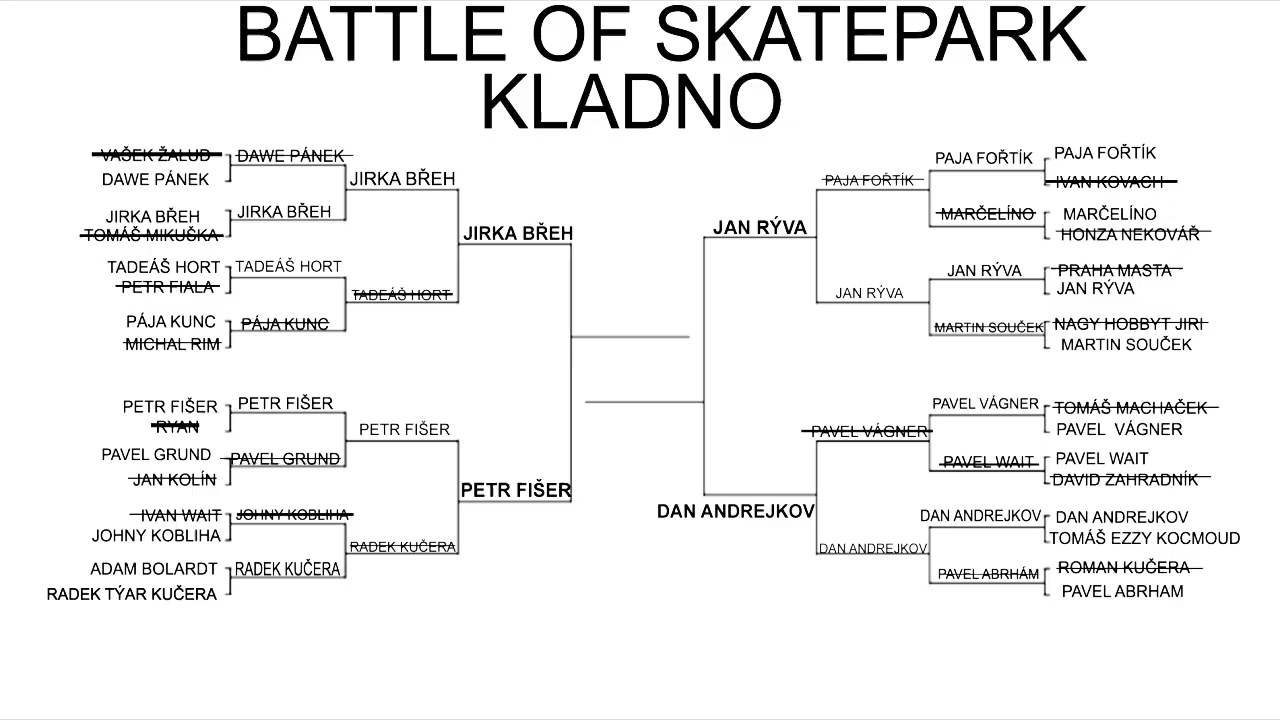 BATTLE OF SKATEPARK
KLADNO
VAŠEK ŽALUD
DAWE PÁNEK
JIRKA BŘEH
TOMÁŠ MIKUŠKA
TADEÁŠ HORT
PETR FIALA
PÁJA KUNC
MICHAL RIM
PETR FIŠER
RYAN
PAVEL GRUND
JAN KOLÍN
IVAN WAIT
JOHNY KOBLIHA
ADAM BOLARDT
RADEK TÝAR KUČERA
DAWE PÁNEK
JIRKA BŘEH
TADEÁŠ HORT
PÁJA KUNC
PETR FIŠER
PAVEL GRUND
JOHNY KOBLIHA
RADEK KUČERA
JIRKA BŘEH
TADEÁŠ HORT
PETR FIŠER
RADEK KUČERA
JIRKA BŘEH
PETR FIŠER
JAN RÝVA
DAN ANDREJKOV
PAJA FOŘTÍK
JAN RÝVA
PAVEL VÁGNER
DAN ANDREJKOV
PAJA FOŘTÍK
MARČELÍNO
JAN RÝVA
MARTIN SOUČEK
PAVEL VÁGNER
PAVEL WAIT
DAN ANDREJKOV
PAVEL ABRHÁM
PAJA FOŘTÍK
IVAN KOVACH
MARČELÍNO
HONZA NEKOVÁŘ
PRAHA MASTA
JAN RÝVA
NAGY HOBBYT JIRI
MARTIN SOUČEK
TOMÁŠ MACHAČEK
PAVEL VÁGNER
PAVEL WAIT
DAVID ZAHRADNÍK
DAN ANDREJKOV
TOMÁŠ EZZY KOCMOUD
ROMAN KUČERA
PAVEL ABRHAM